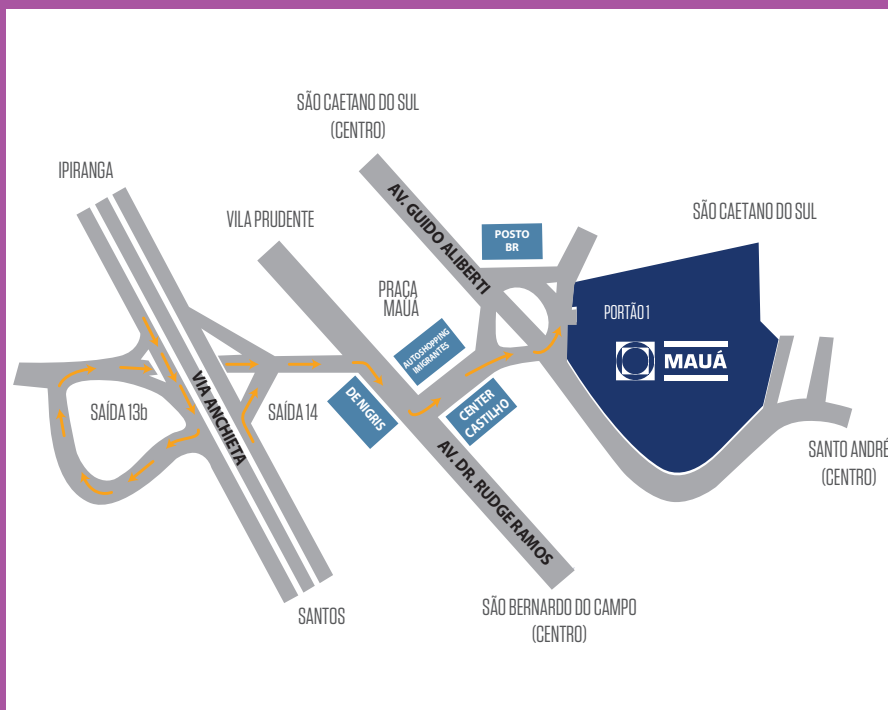 SÃO CAETANO DO SUL
(CENTRO)
IPIRANGA
VILA PRUDENTE
AV. GUIDO ALIBERTI
POSTO
BR
SÃO CAETANO DO SUL
PRAÇA
MAUÁ
PORTÃO 1
AUTOSHOPPING
IMIGRANTES
MAUÁ
DE NIGRIS
CENTER
CASTILHO
SAÍDA 13b
VIA ANCHIETA
SAÍDA 14
AV. DR. RUDGE RAMOS
SANTO ANDRÉ
(CENTRO)
SANTOS
SÃO BERNARDO DO CAMPO
(CENTRO)